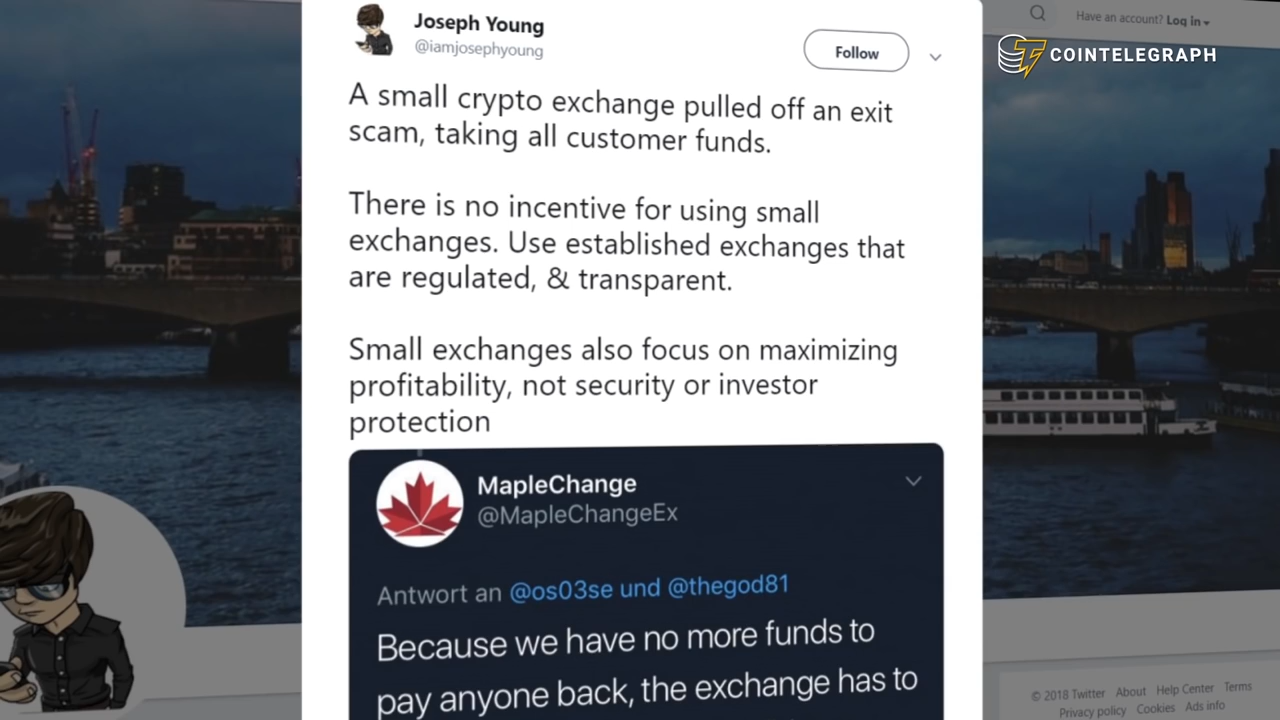 Joseph Young
@iamjosephyoung
Follow
Have an account? Log in
COINTELEGRAPH
A small crypto exchange pulled off an exit
scam, taking all customer funds.
There is no incentive for using small
exchanges. Use established exchanges that
are regulated, & transparent.
Small exchanges also focus on maximizing
profitability, not security or investor
protection
MapleChange
@MapleChangeEx
Antwort an @os03se und @thegod81
Because we have no more funds to
pay anyone back, the exchange has to
© 2018 Twitter About Help Center Terms
Privacy policy Cookies Ads info